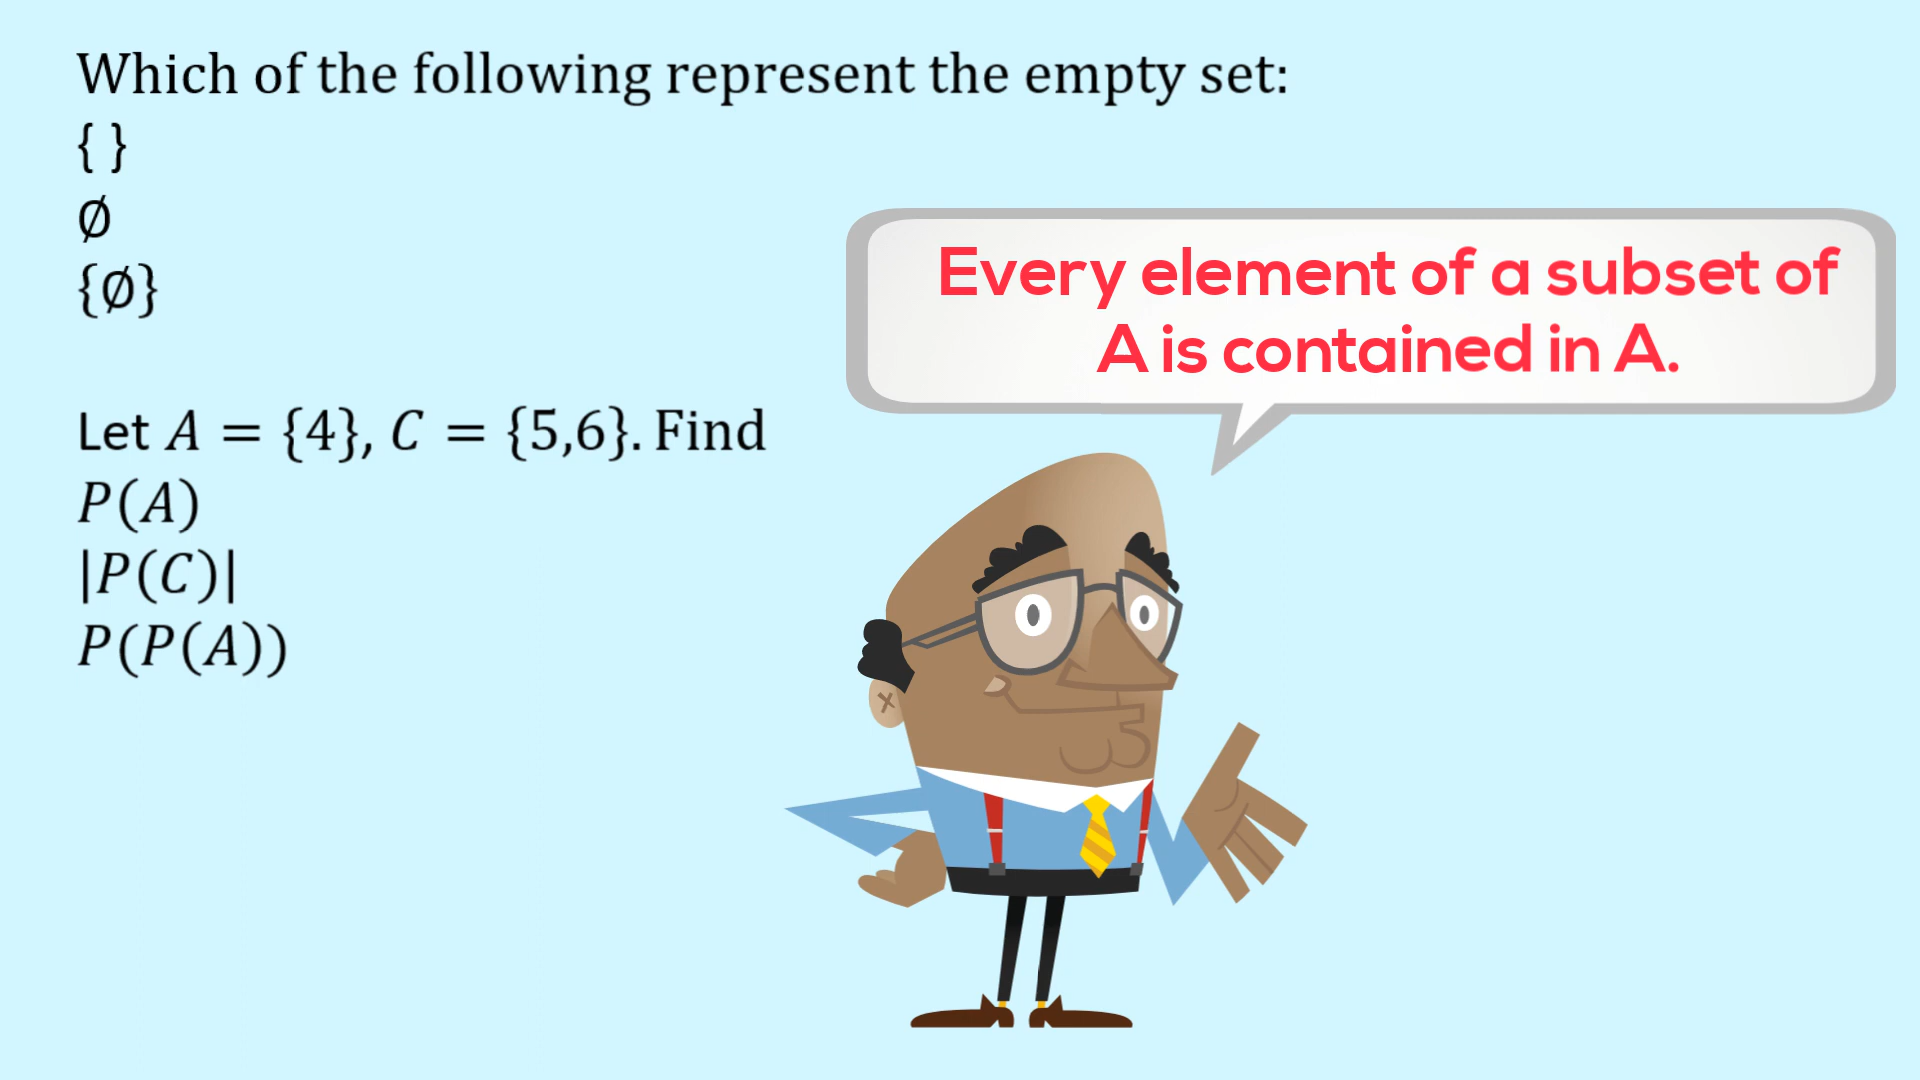 Which of the following represent the empty set:
{ }
∅
{∅}
Every element of a subset of
A is contained in A.
Let A = {4}, C = {5,6}. Find
P(A)
|P(C)|
P(P(A))